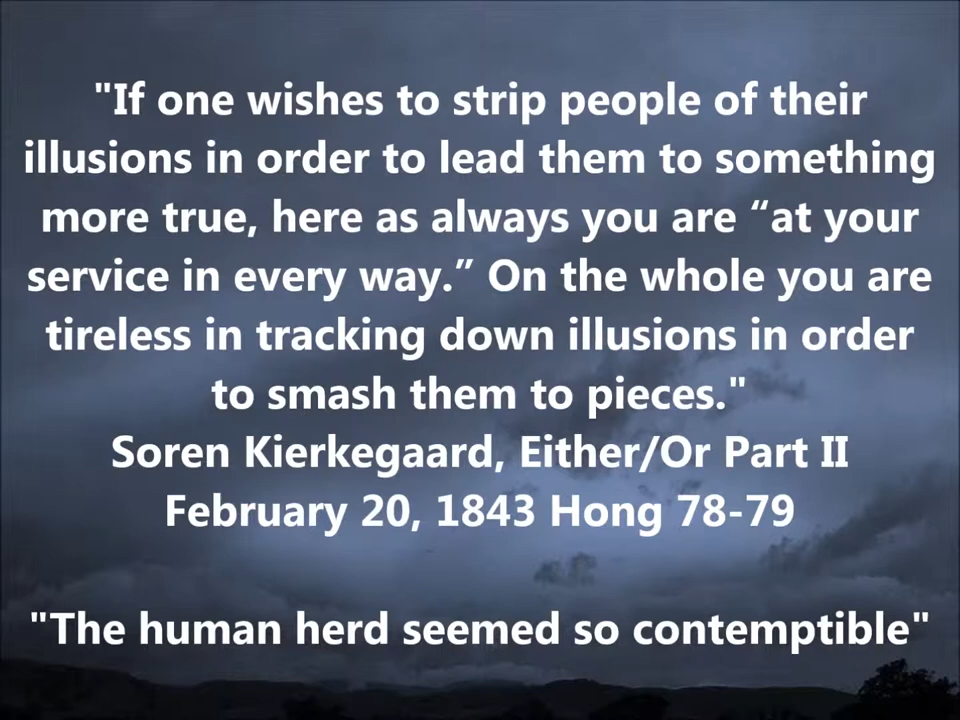 "If one wishes to strip people of their
illusions in order to lead them to something
more true, here as always you are “at your
service in every way.” On the whole you are
tireless in tracking down illusions in order
to smash them to pieces."
Soren Kierkegaard, Either/Or Part II
February 20, 1843 Hong 78-79
"The human herd seemed so contemptible"